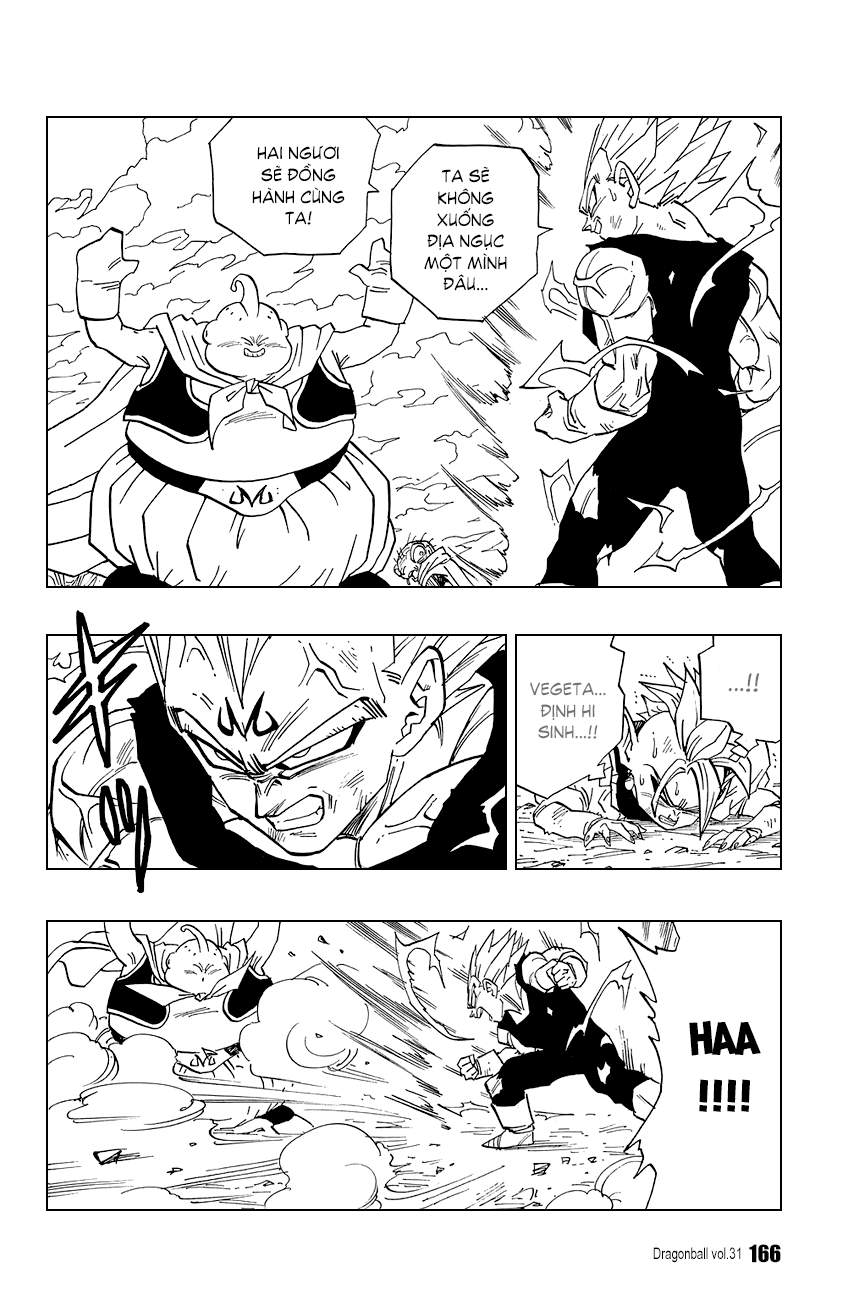 TA SẼ
KHÔNG
XUỐNG
ĐỊA NGỤC
MỘT MÌNH
ĐÂU...
HAI NGƯƠI
SẼ ĐỒNG
HÀNH CÙNG
TA!
...!!
VEGETA...
ĐỊNH HI
SINH...!!
HAA
!!!!
Dragonball vol.31 166